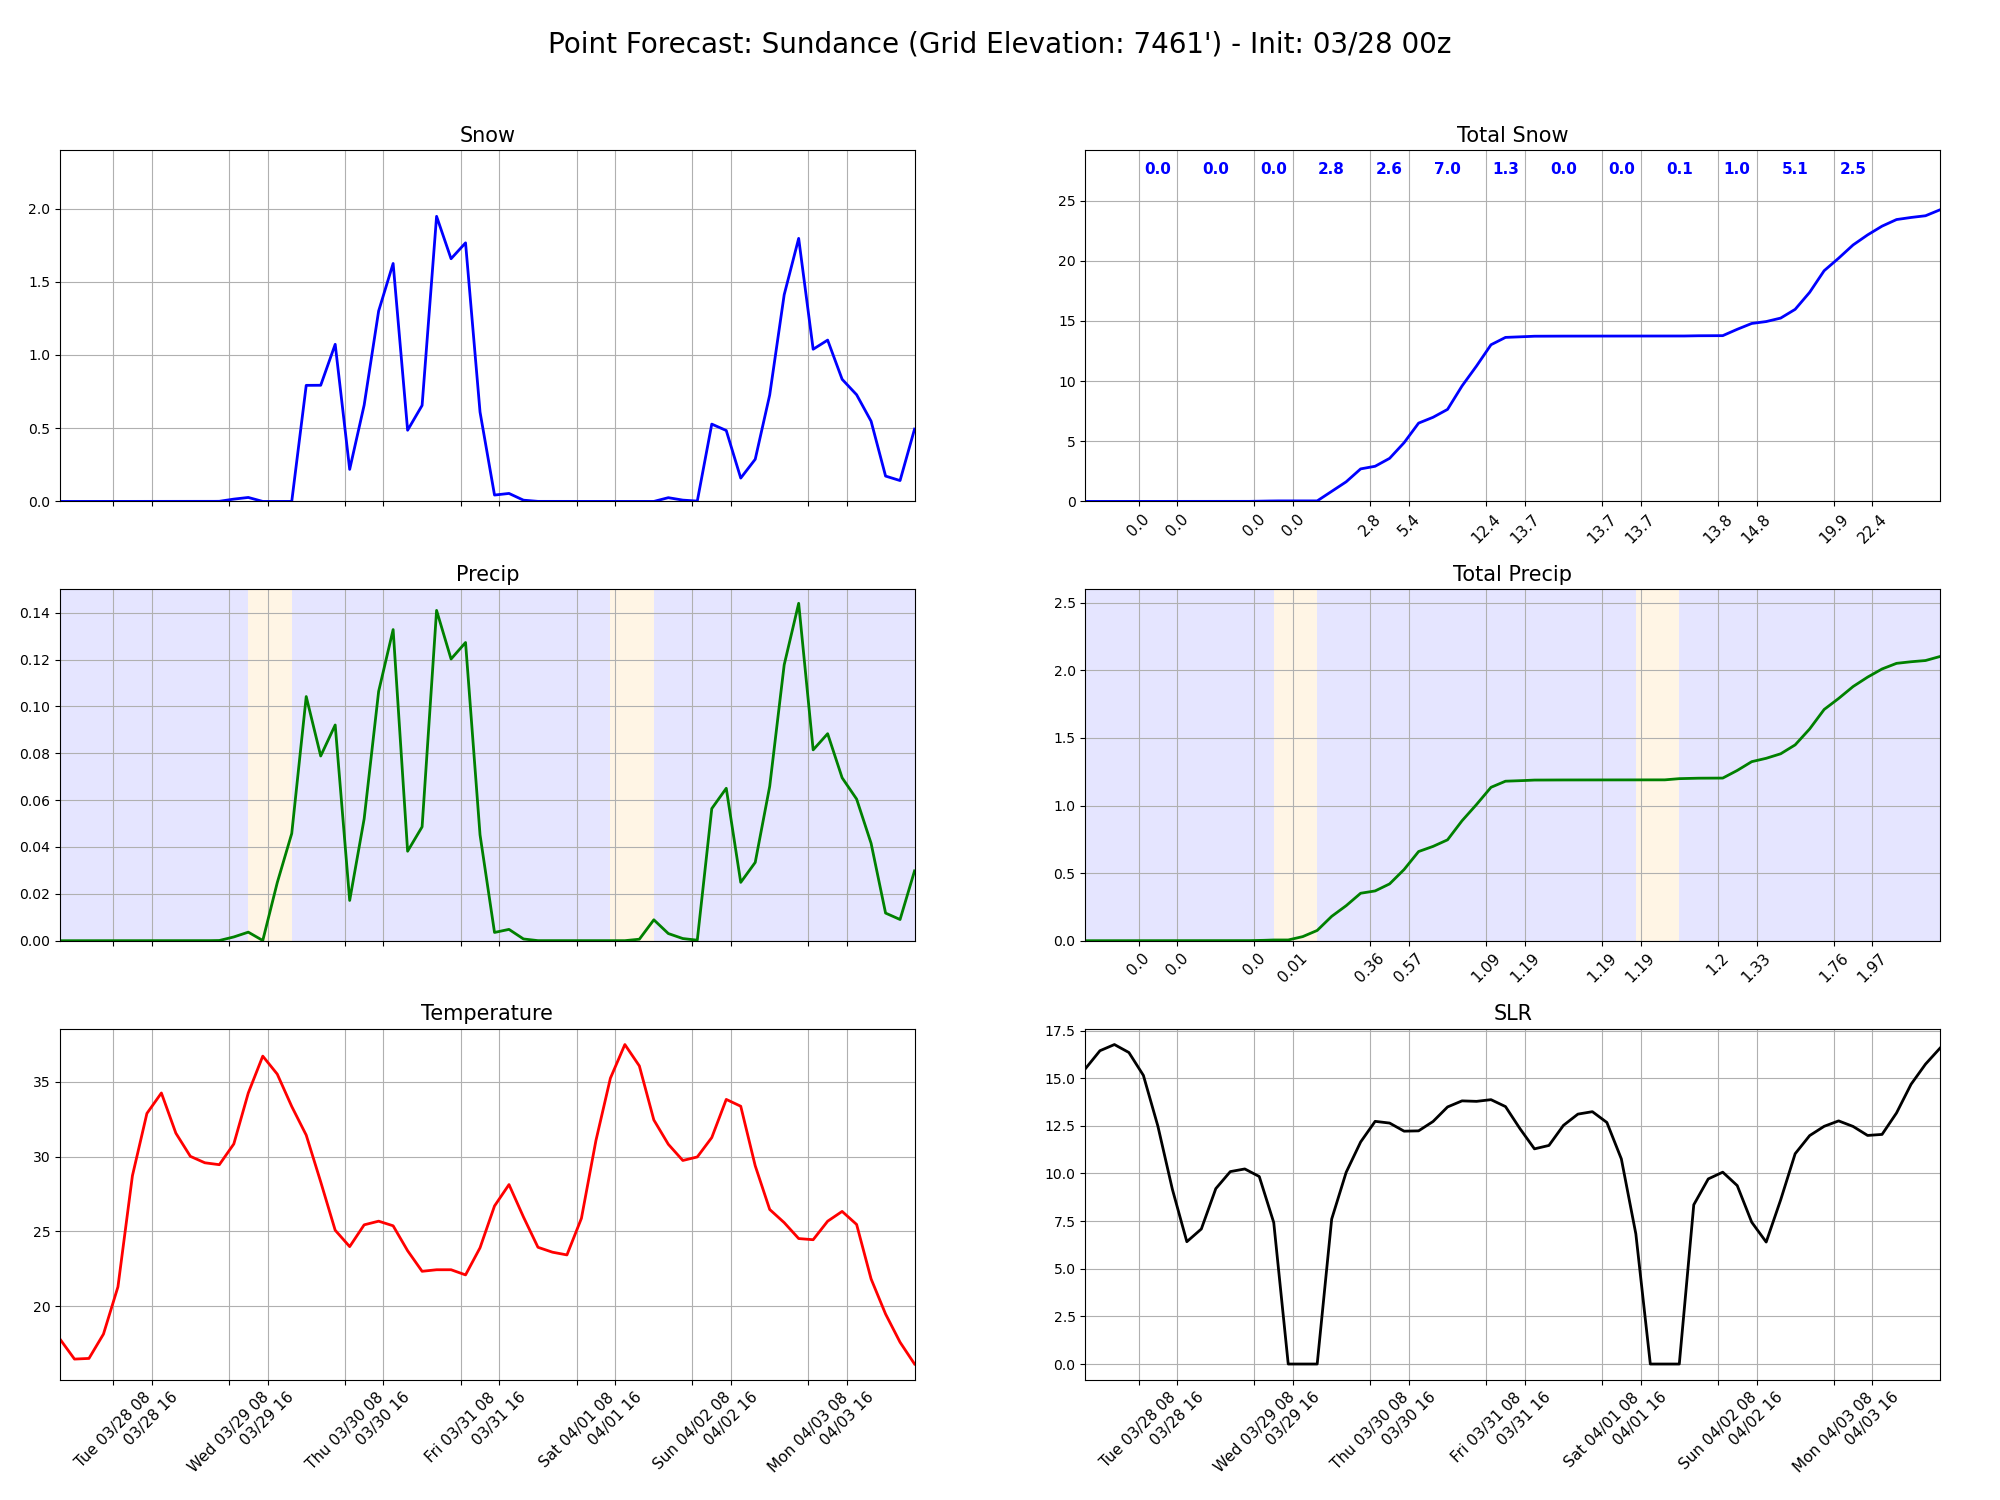 Point Forecast: Sundance (Grid Elevation: 7461') - Init: 03/28 00z
Snow
2.0
1.5
1.0
0.5
0.0
Total Snow
0.0 0.0 0.0 2.8 2.6 7.0 1.3 0.0 0.0 0.1 1.0 5.1 2.5
25
20
15
10
5
0
0.0 0.0 0.0 0.0 2.8 5.4 12.4 13.7 13.7 13.7 13.8 14.8 19.9 22.4
Precip
0.14
0.12
0.10
0.08
0.06
0.04
0.02
0.00
Total Precip
2.5
2.0
1.5
1.0
0.5
0.0
0.0 0.0 0.0 0.01 0.36 0.57 1.09 1.19 1.19 1.19 1.2 1.33 1.76 1.97
Temperature
35
30
25
20
Tue 03/28 08
03/28 16
Wed 03/29 08
03/29 16
Thu 03/30 08
03/30 16
Fri 03/31 08
03/31 16
Sat 04/01 08
04/01 16
Sun 04/02 08
04/02 16
Mon 04/03 08
04/03 16
SLR
17.5
15.0
12.5
10.0
7.5
5.0
2.5
0.0
Tue 03/28 08
03/28 16
Wed 03/29 08
03/29 16
Thu 03/30 08
03/30 16
Fri 03/31 08
03/31 16
Sat 04/01 08
04/01 16
Sun 04/02 08
04/02 16
Mon 04/03 08
04/03 16